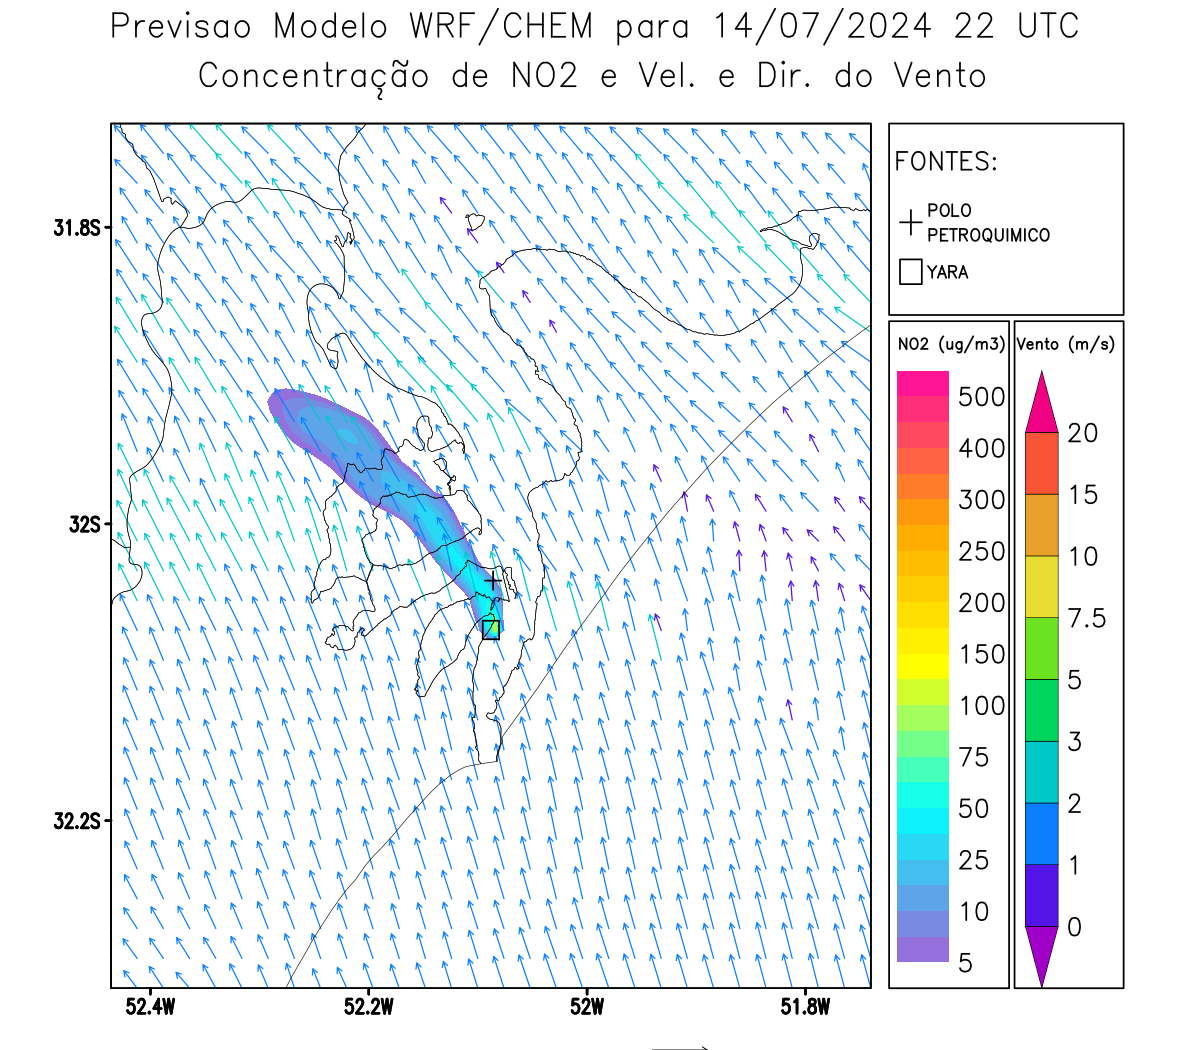 Previsao Modelo WRF/CHEM para 14/07/2024 22 UTC
Concentração de NO2 e Vel. e Dir. do Vento
FONTES:
POLO
PETROQUIMICO
YARA
NO2 (ug/m3)
500
400
300
250
200
150
100
75
50
25
10
5
Vento (m/s)
20
15
10
7.5
5
3
2
1
0
31.8S
32S
32.2S
52.4W
52.2W
52W
51.8W